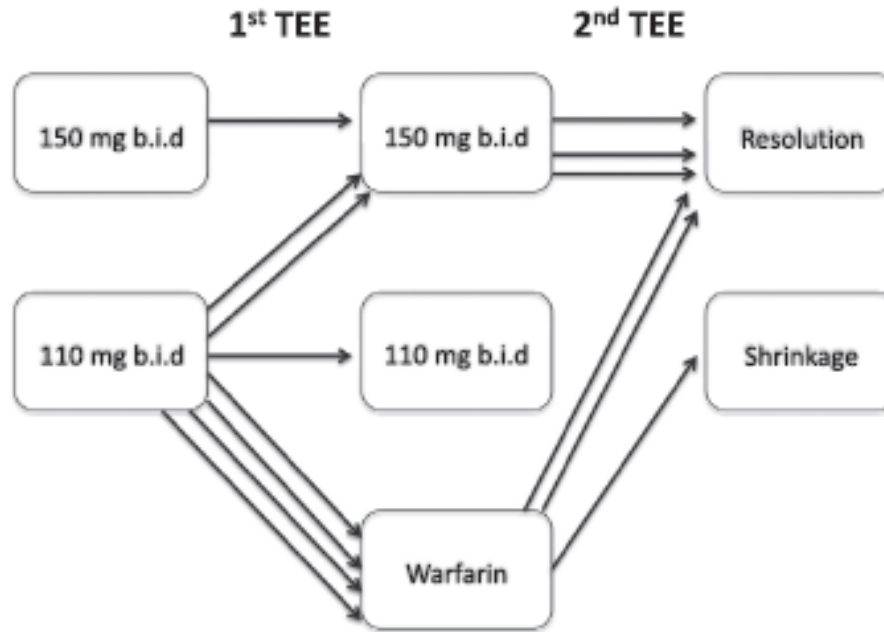 1st TEE
2nd TEE
150 mg b.i.d
150 mg b.i.d
Resolution
110 mg b.i.d
110 mg b.i.d
Shrinkage
Warfarin